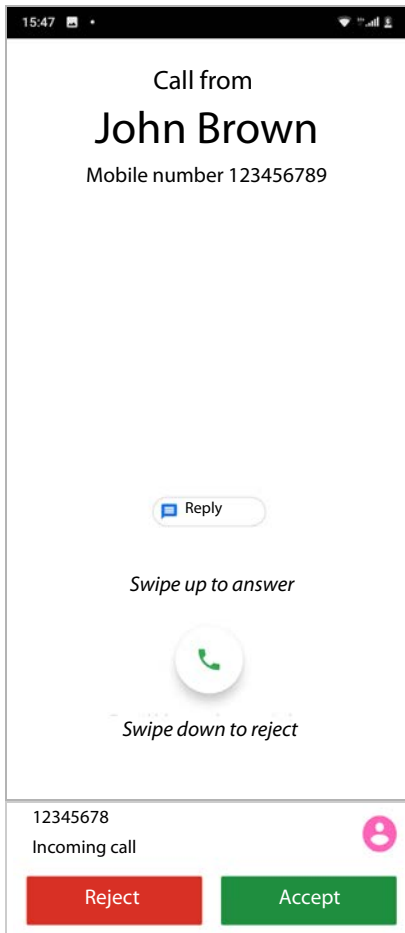 15:47
Call from
John Brown
Mobile number 123456789
Reply
Swipe up to answer
Swipe down to reject
12345678
Incoming call
Reject
Accept